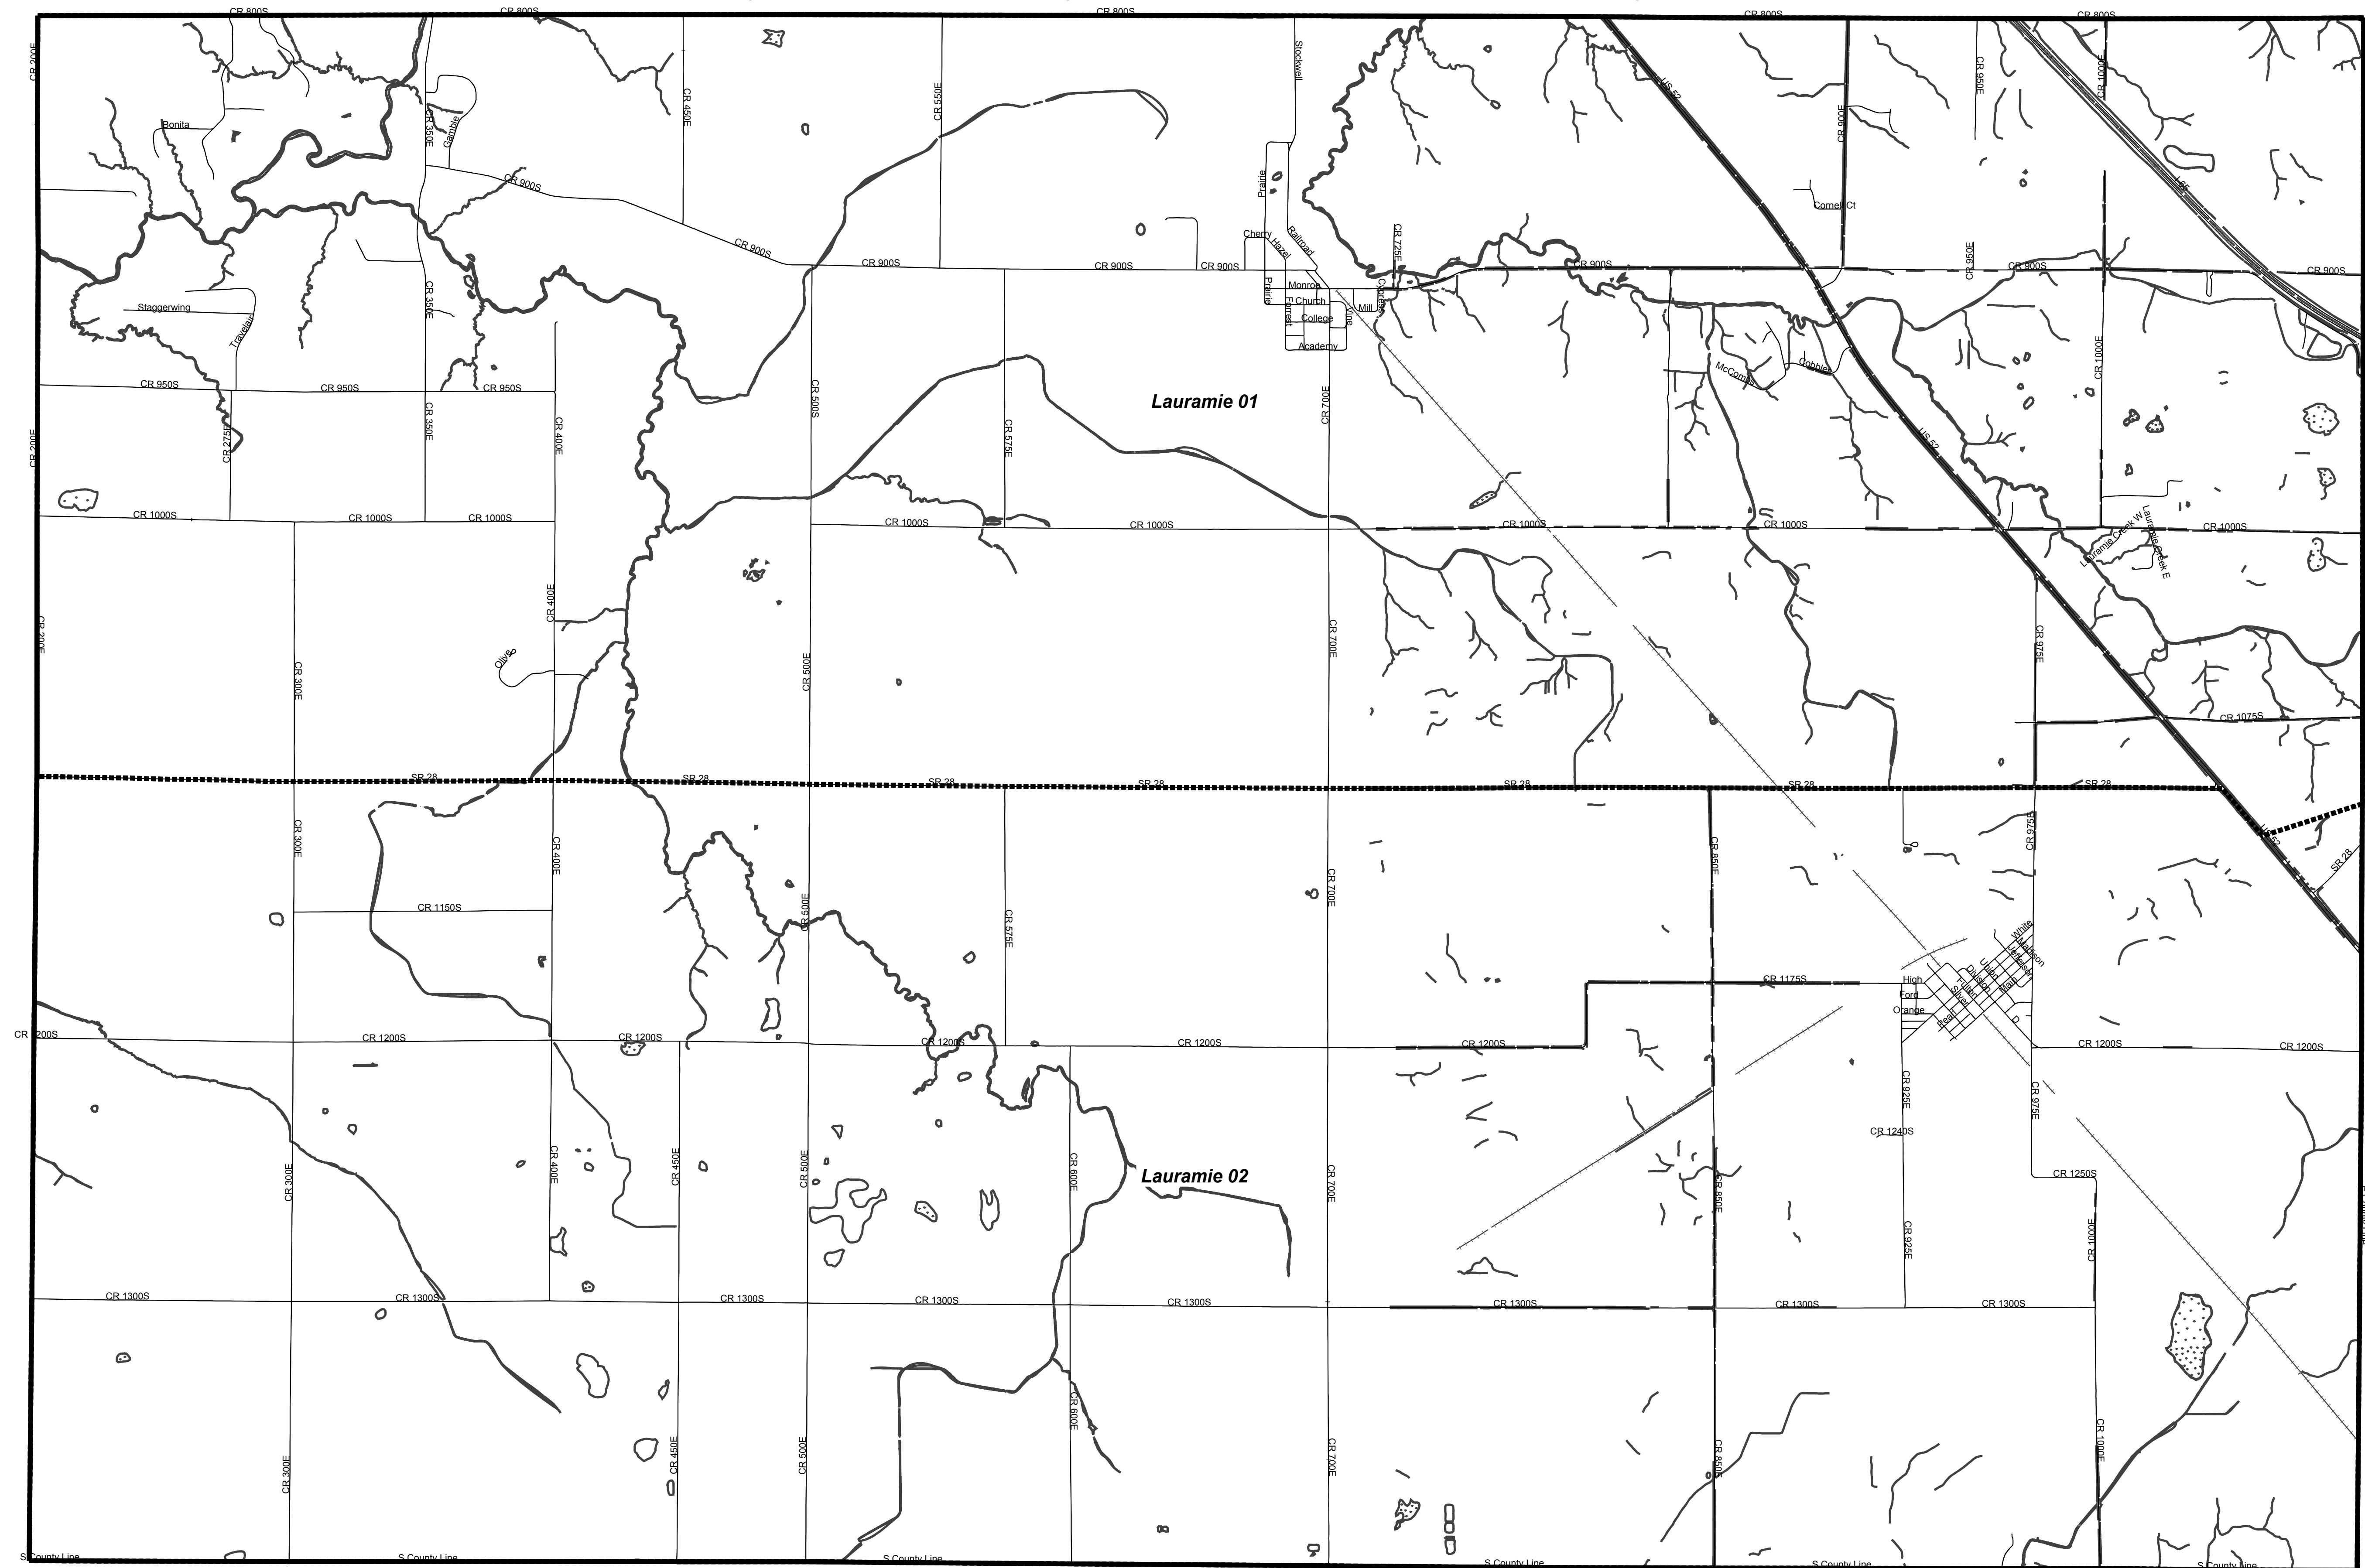 CR 800S
CR 800S
CR 800S
CR 800S
CR 800S
CR 200E
Stockwell
US 52
CR 950E
CR 1000E
CR 450E
CR 550E
CR 900E
Bonita
CR 350E
Gamble
I-65
CR 900S
Prairie
Cornell Ct
Cherry
Hazel
Railroad
CR 725E
CR 900S
CR 900S
CR 900S
CR 900S
CR 900S
CR 950E
CR 900S
CR 900S
Staggerwing
Travelair
CR 350E
Prairie
Monroe
Forrest
Church
College
Academy
Vine
Mill
McCombs
Cobbler
CR 1000E
CR 950S
CR 950S
CR 950S
CR 500S
CR 700E
Lauramie 01
CR 200E
CR 275E
CR 350E
CR 400E
CR 575E
US 52
CR 1000S
CR 1000S
CR 1000S
CR 1000S
CR 1000S
CR 1000S
CR 1000S
CR 1000S
Lauramie Creek W
Lauramie Creek E
CR 200E
CR 400E
CR 700E
CR 975E
CR 300E
Olive
CR 500E
CR 1075S
SR 28
SR 28
SR 28
SR 28
SR 28
SR 28
SR 28
CR 300E
CR 400E
CR 850E
CR 975E
US 52
SR 28
CR 1150S
CR 500E
CR 575E
CR 700E
White
Madison
Jefferson
Union
Division
Fulton
Silver
Main
Pearl
D
CR 1175S
High
Ford
Orange
CR 1200S
CR 1200S
CR 1200S
CR 1200S
CR 1200S
CR 1200S
CR 1200S
CR 1200S
CR 925E
CR 975E
CR 1240S
CR 300E
CR 400E
CR 450E
CR 500E
CR 600E
Lauramie 02
CR 700E
CR 850E
CR 1250S
CR 925E
CR 1000E
CR 1300S
CR 1300S
CR 1300S
CR 1300S
CR 1300S
CR 1300S
CR 1300S
CR 1300S
CR 300E
CR 450E
CR 500E
CR 600E
CR 700E
CR 850E
CR 1000E
S County Line
S County Line
S County Line
S County Line
S County Line
S County Line